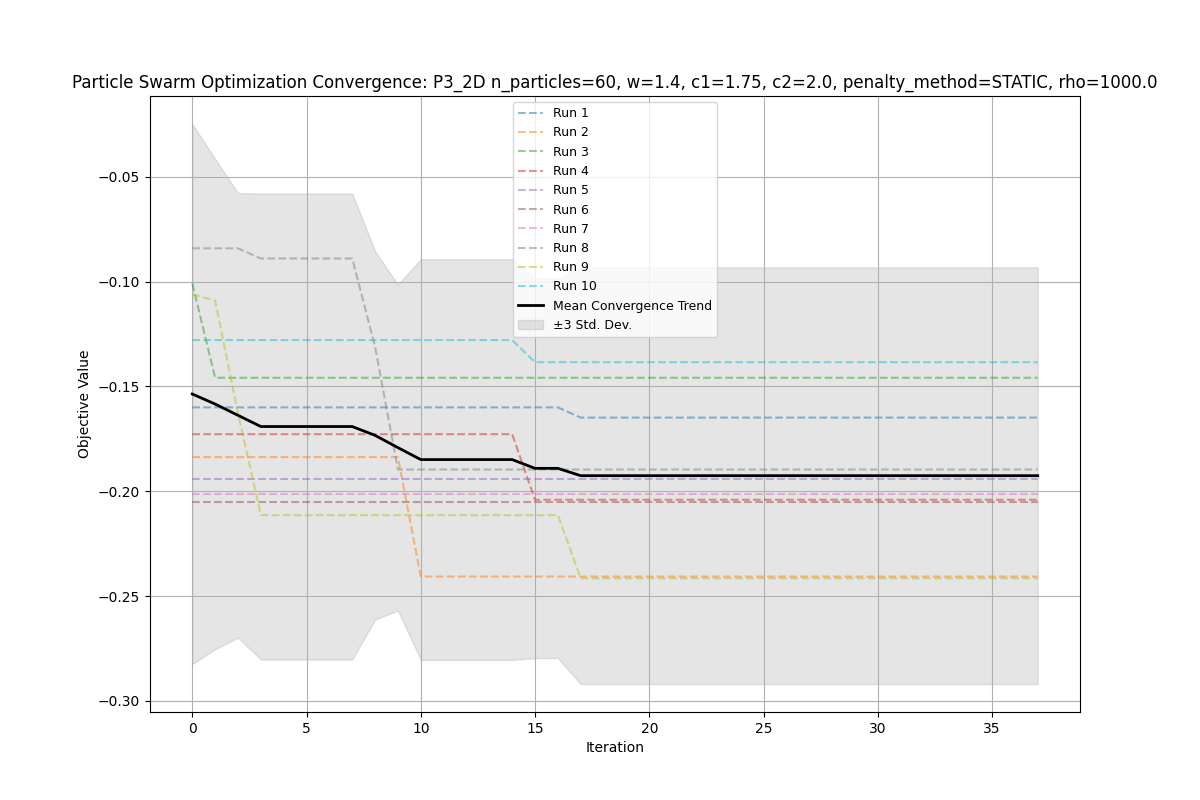 Particle Swarm Optimization Convergence: P3_2D n_particles=60, w=1.4, c1=1.75, c2=2.0, penalty_method=STATIC, rho=1000.0
Run 1
Run 2
Run 3
Run 4
Run 5
Run 6
Run 7
Run 8
Run 9
Run 10
Mean Convergence Trend
±3 Std. Dev.
Objective Value
−0.05
−0.10
−0.15
−0.20
−0.25
−0.30
0 5 10 15 20 25 30 35
Iteration